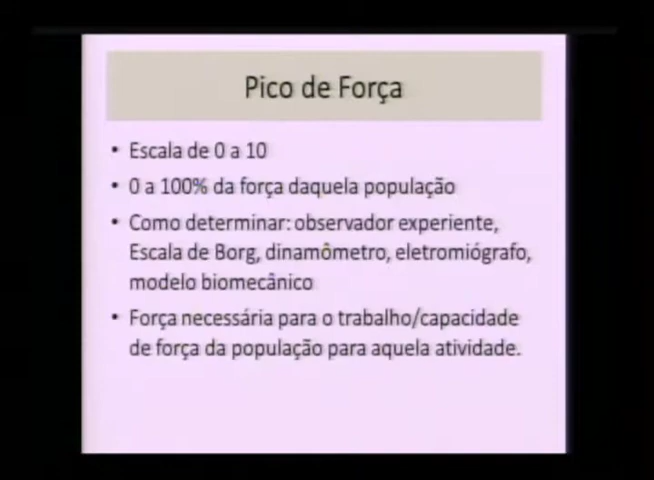 Pico de Força
• Escala de 0 a 10
• 0 a 100% da força daquela população
• Como determinar: observador experiente,
Escala de Borg, dinamômetro, eletromiógrafo,
modelo biomecânico
• Força necessária para o trabalho/capacidade
de força da população para aquela atividade.